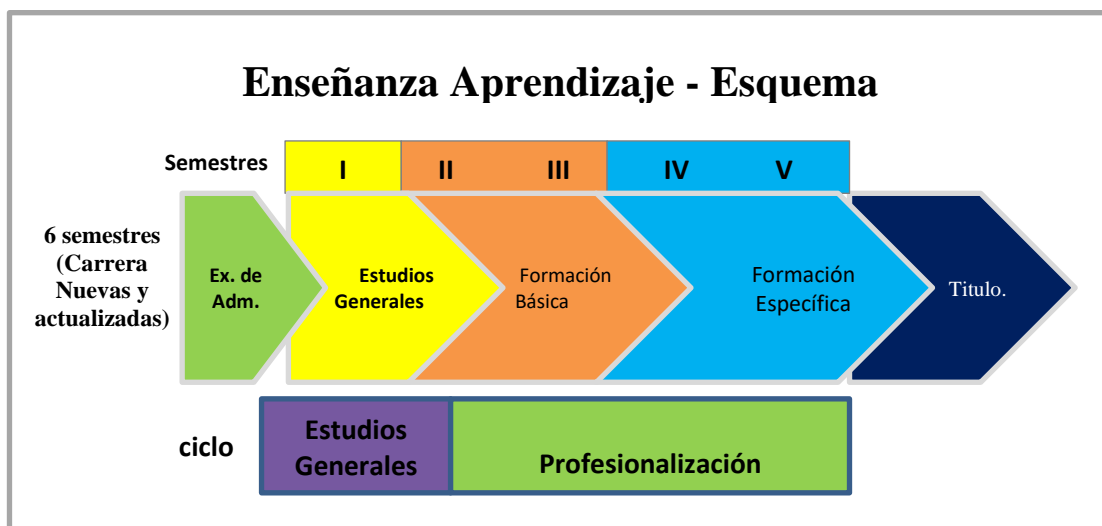 Enseñanza Aprendizaje - Esquema
Semestres
I II III IV V
6 semestres
(Carrera
Nuevas y
actualizadas)
Ex. de
Adm.
Estudios
Generales
Formación
Básica
Formación
Específica
Titulo.
ciclo
Estudios
Generales
Profesionalización